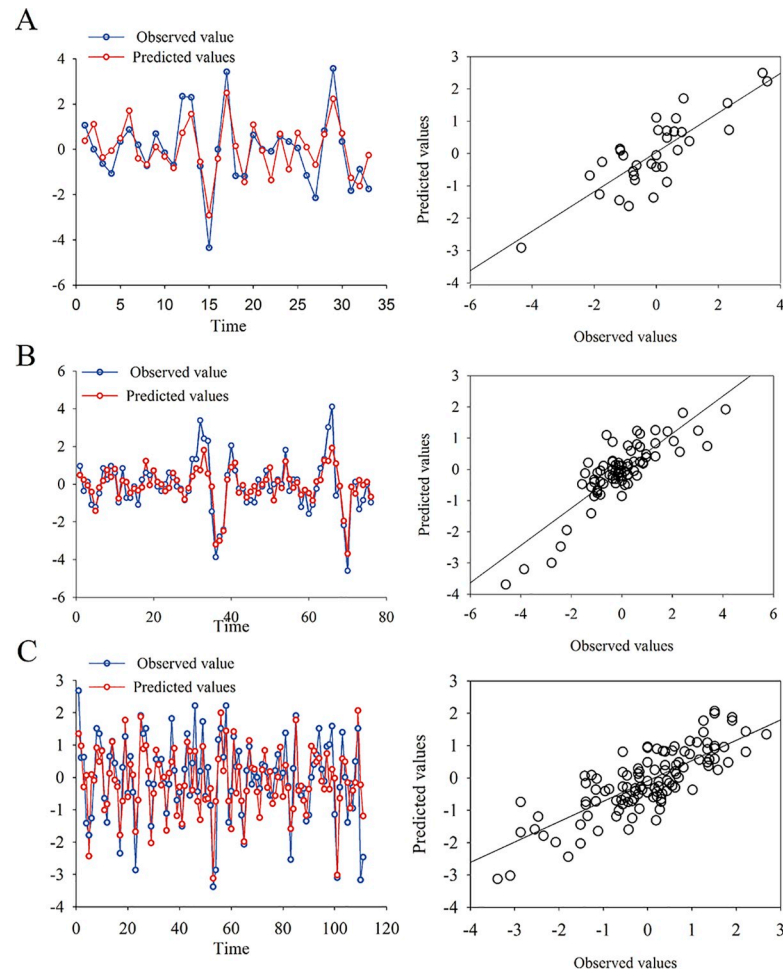 A
Observed value
Predicted values
4
2
0
-2
-4
-6
0 5 10 15 20 25 30 35
Time
3
2
1
0
-1
-2
-3
-4
-6 -4 -2 0 2 4
Predicted values
Observed values
B
Observed value
Predicted values
6
4
2
0
-2
-4
-6
0 20 40 60 80
Time
3
2
1
0
-1
-2
-3
-4
-6 -4 -2 0 2 4 6
Predicted values
Observed values
C
Observed value
Predicted values
3
2
1
0
-1
-2
-3
-4
0 20 40 60 80 100 120
Time
4
3
2
1
0
-1
-2
-3
-4
-4 -3 -2 -1 0 1 2 3
Predicted values
Observed values